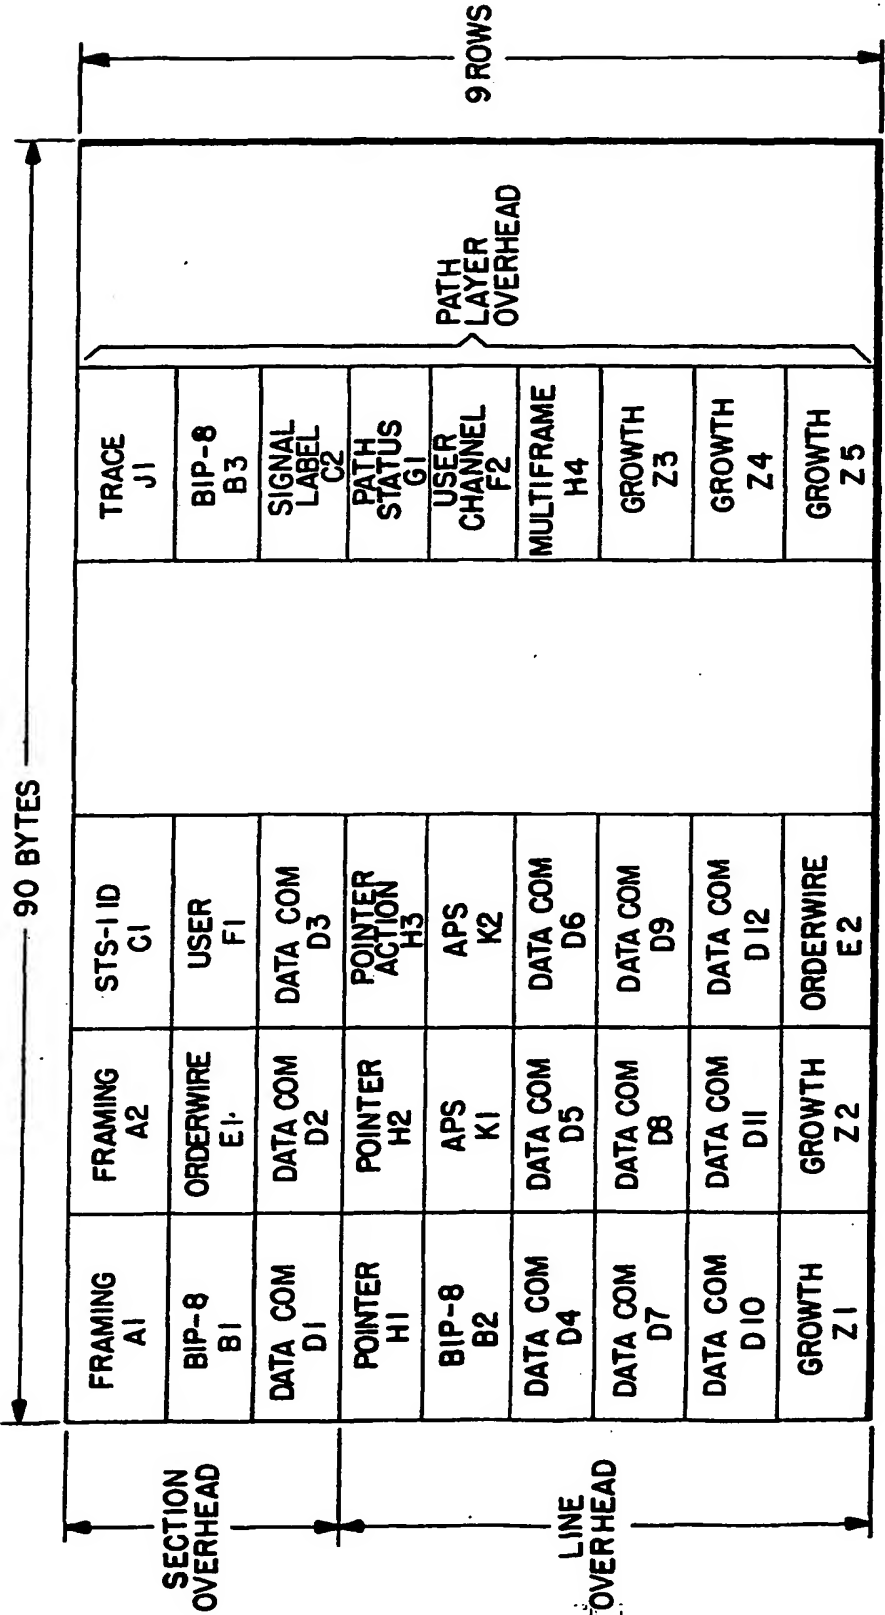 90 BYTES
9 ROWS
SECTION
OVERHEAD
LINE
OVERHEAD
FRAMING
A1
FRAMING
A2
STS-1 ID
C1
TRACE
J1
BIP-8
B1
ORDERWIRE
E1
USER
F1
BIP-8
B3
DATA COM
D1
DATA COM
D2
DATA COM
D3
SIGNAL
LABEL
C2
POINTER
H1
POINTER
H2
POINTER
ACTION
H3
PATH
STATUS
G1
BIP-8
B2
APS
K1
APS
K2
USER
CHANNEL
F2
DATA COM
D4
DATA COM
D5
DATA COM
D6
MULTIFRAME
H4
DATA COM
D7
DATA COM
D8
DATA COM
D9
GROWTH
Z3
DATA COM
D10
DATA COM
D11
DATA COM
D12
GROWTH
Z4
GROWTH
Z1
GROWTH
Z2
ORDERWIRE
E2
GROWTH
Z5
PATH
LAYER
OVERHEAD